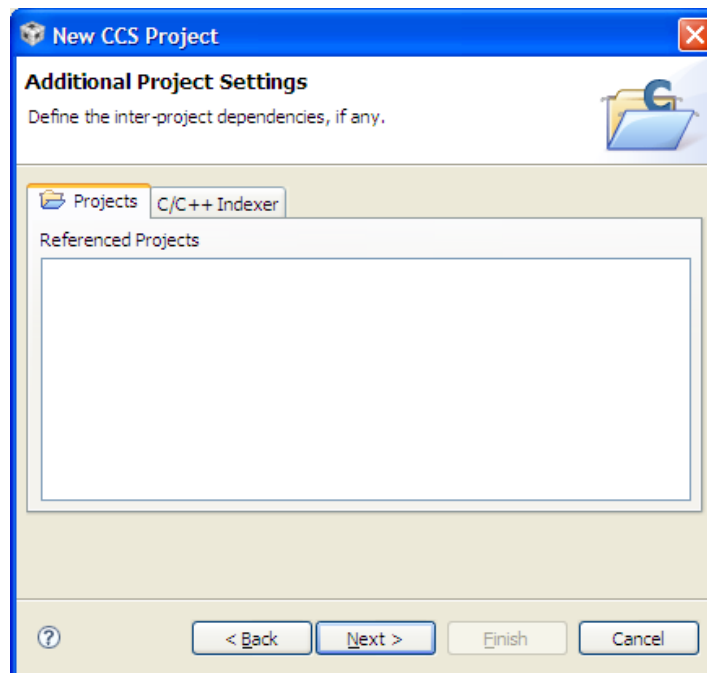 New CCS Project
Additional Project Settings
Define the inter-project dependencies, if any.
Projects
C/C++ Indexer
Referenced Projects
?
< Back
Next >
Finish
Cancel